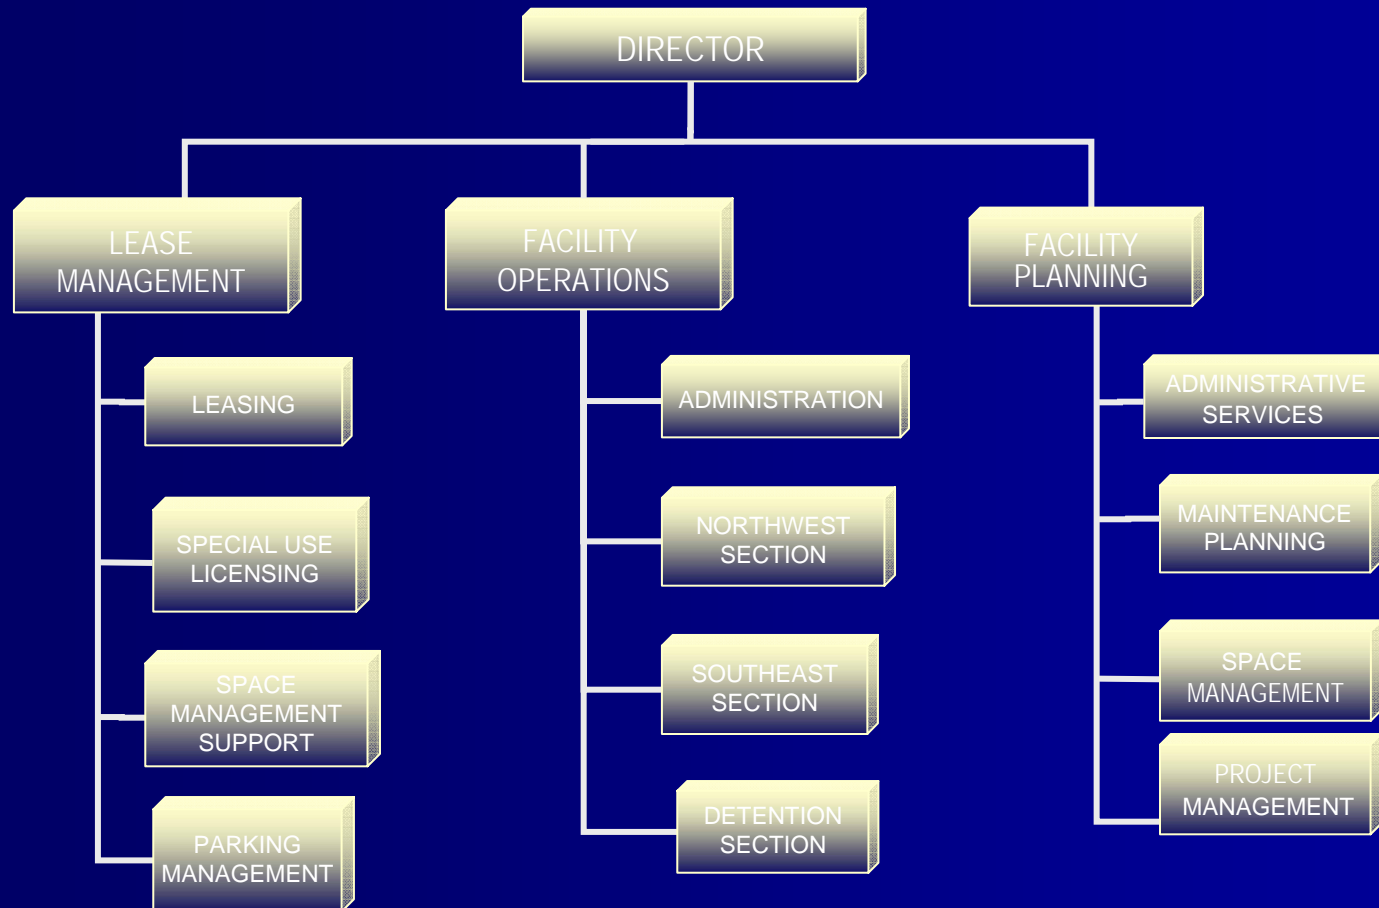 DIRECTOR
LEASE
MANAGEMENT
FACILITY
OPERATIONS
FACILITY
PLANNING
LEASING
SPECIAL USE
LICENSING
SPACE
MANAGEMENT
SUPPORT
PARKING
MANAGEMENT
ADMINISTRATION
NORTHWEST
SECTION
SOUTHEAST
SECTION
DETENTION
SECTION
ADMINISTRATIVE
SERVICES
MAINTENANCE
PLANNING
SPACE
MANAGEMENT
PROJECT
MANAGEMENT